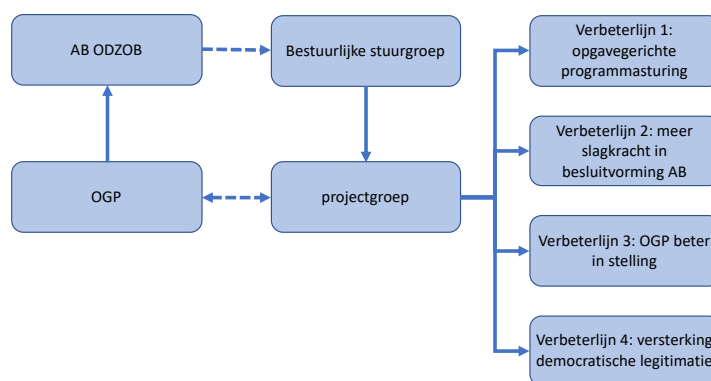 AB ODZOB
Bestuurlijke stuurgroep
Verbeterlijn 1:
opgavegerichte
programmasturing
Verbeterlijn 2: meer
slagkracht in
besluitvorming AB
OGP
projectgroep
Verbeterlijn 3: OGP beter
in stelling
Verbeterlijn 4: versterking
democratische legitimatie